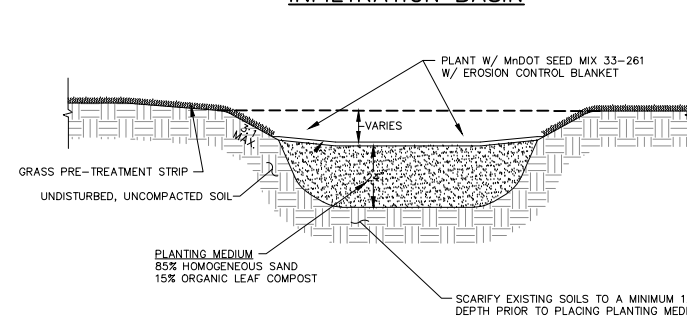 INFILTRATION BASIN
PLANT W/ MnDOT SEED MIX 33-261
W/ EROSION CONTROL BLANKET
VARIES
3:1
MAX.
GRASS PRE-TREATMENT STRIP
UNDISTURBED, UNCOMPACTED SOIL
PLANTING MEDIUM
85% HOMOGENEOUS SAND
15% ORGANIC LEAF COMPOST
SCARIFY EXISTING SOILS TO A MINIMUM
DEPTH PRIOR TO PLACING PLANTING